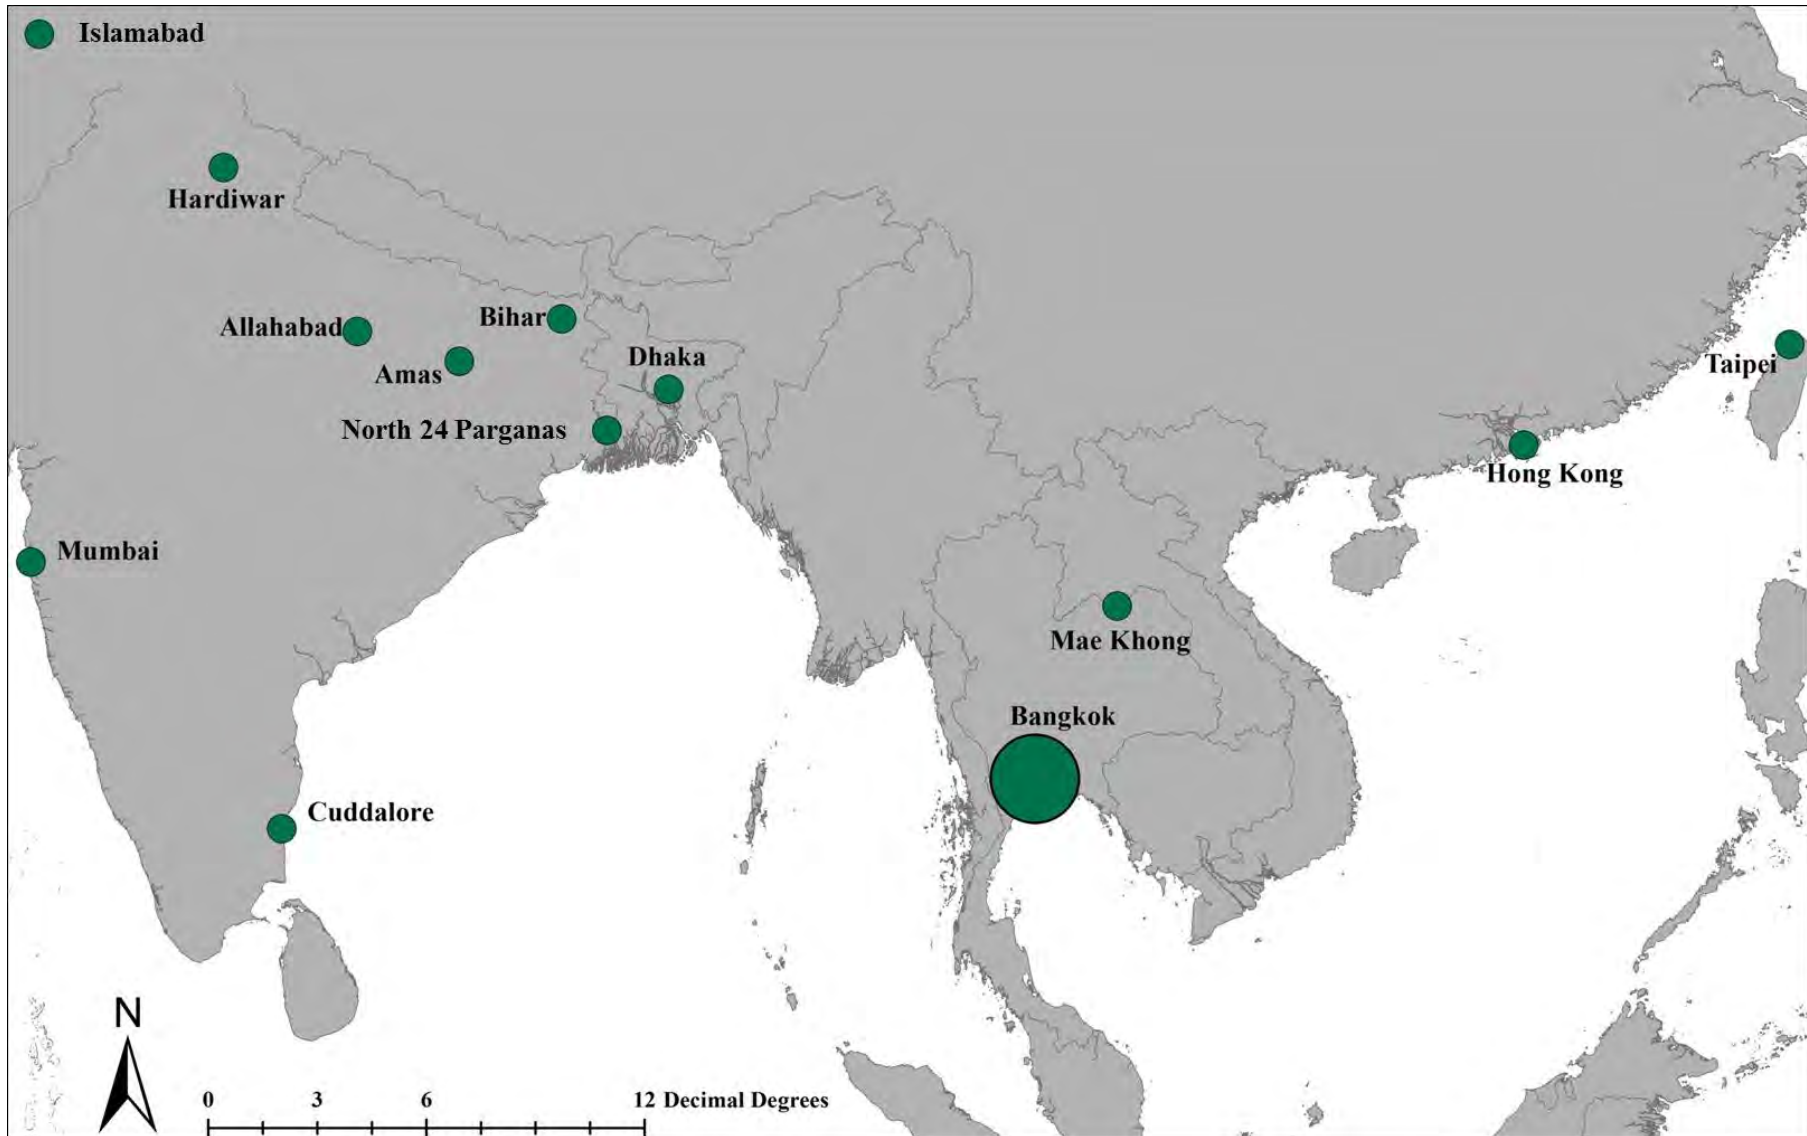 Islamabad
Hardiwar
Allahabad
Bihar
Amas
Dhaka
North 24 Parganas
Taipei
Hong Kong
Mumbai
Mae Khong
Bangkok
Cuddalore
N
0 3 6 12 Decimal Degrees